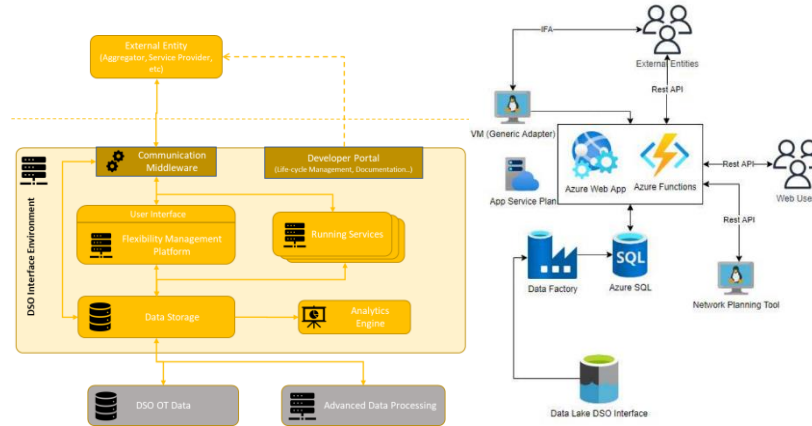 External Entity
(Aggregator, Service Provider,
etc)
DSO Interface Environment
Communication
Middleware
Developer Portal
(Life-cycle Management, Documentation..)
User Interface
Flexibility Management
Platform
Running Services
Data Storage
Analytics
Engine
DSO OT Data
Advanced Data Processing
IFA
External Entities
Rest API
VM (Generic Adapter)
Azure Web App
Azure Functions
Rest API
App Service Plan
Web User
Rest API
SQL
Data Factory
Azure SQL
Network Planning Tool
Data Lake DSO Interface